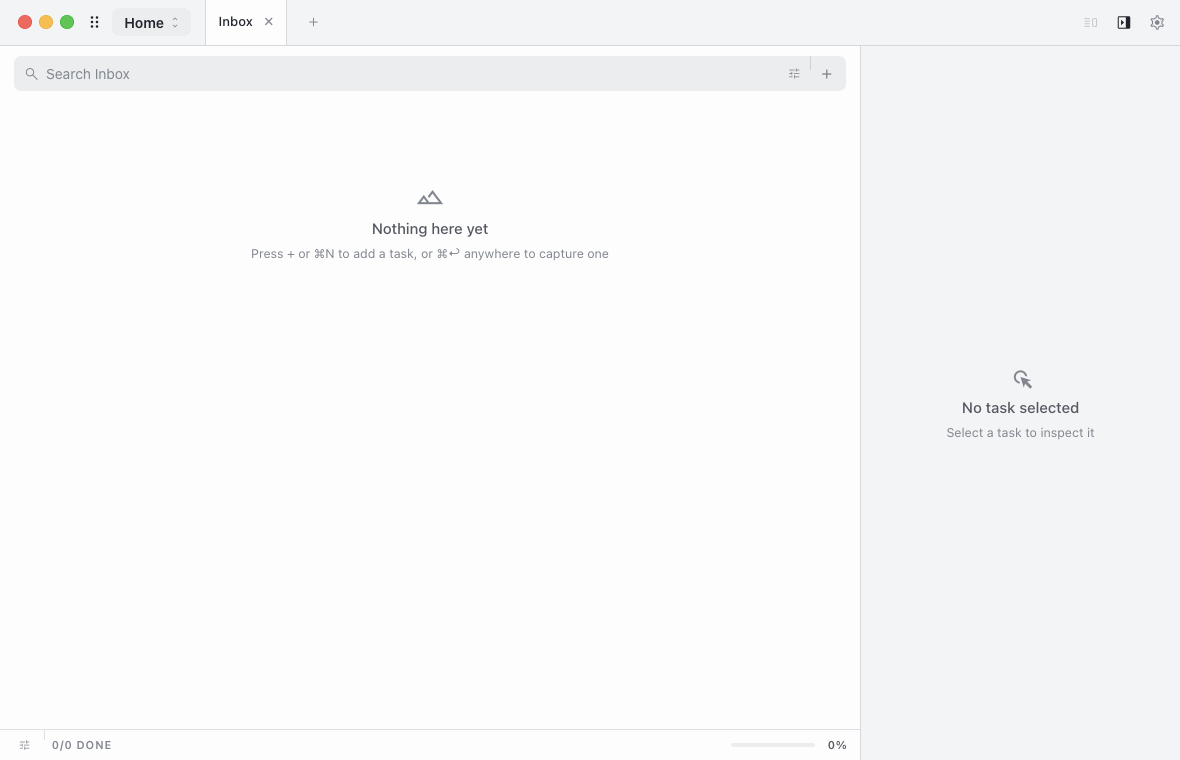 Home
Inbox
Search Inbox
Nothing here yet
Press + or ⌘N to add a task, or ⌘↩ anywhere to capture one
No task selected
Select a task to inspect it
0/0 DONE
0%